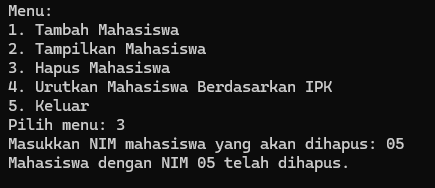 Menu:
1. Tambah Mahasiswa
2. Tampilkan Mahasiswa
3. Hapus Mahasiswa
4. Urutkan Mahasiswa Berdasarkan IPK
5. Keluar
Pilih menu: 3
Masukkan NIM mahasiswa yang akan dihapus: 05
Mahasiswa dengan NIM 05 telah dihapus.